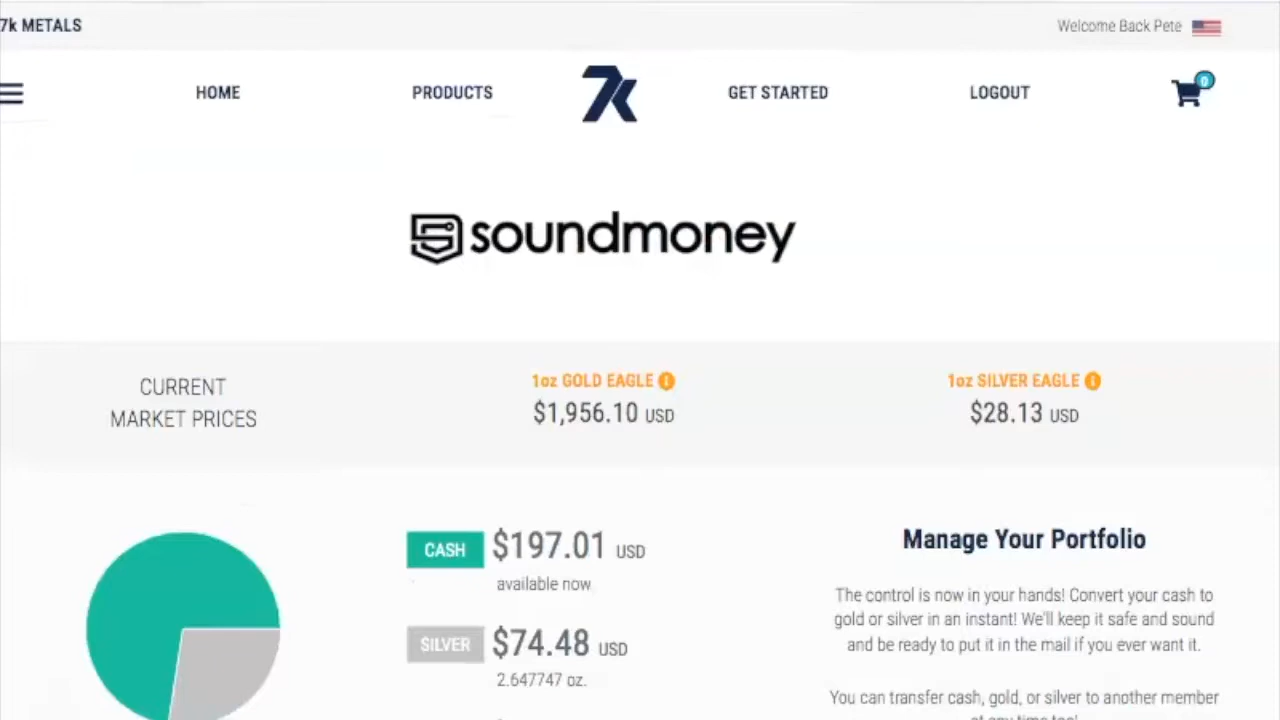 7k METALS
Welcome Back Pete
HOME
PRODUCTS
7k
GET STARTED
LOGOUT
0
soundmoney
CURRENT
MARKET PRICES
1oz GOLD EAGLE
$1,956.10 USD
1oz SILVER EAGLE
$28.13 USD
CASH $197.01 USD
available now
SILVER $74.48 USD
2.647747 oz.
Manage Your Portfolio
The control is now in your hands! Convert your cash to
gold or silver in an instant! We'll keep it safe and sound
and be ready to put it in the mail if you ever want it.
You can transfer cash, gold, or silver to another member
at any time too!